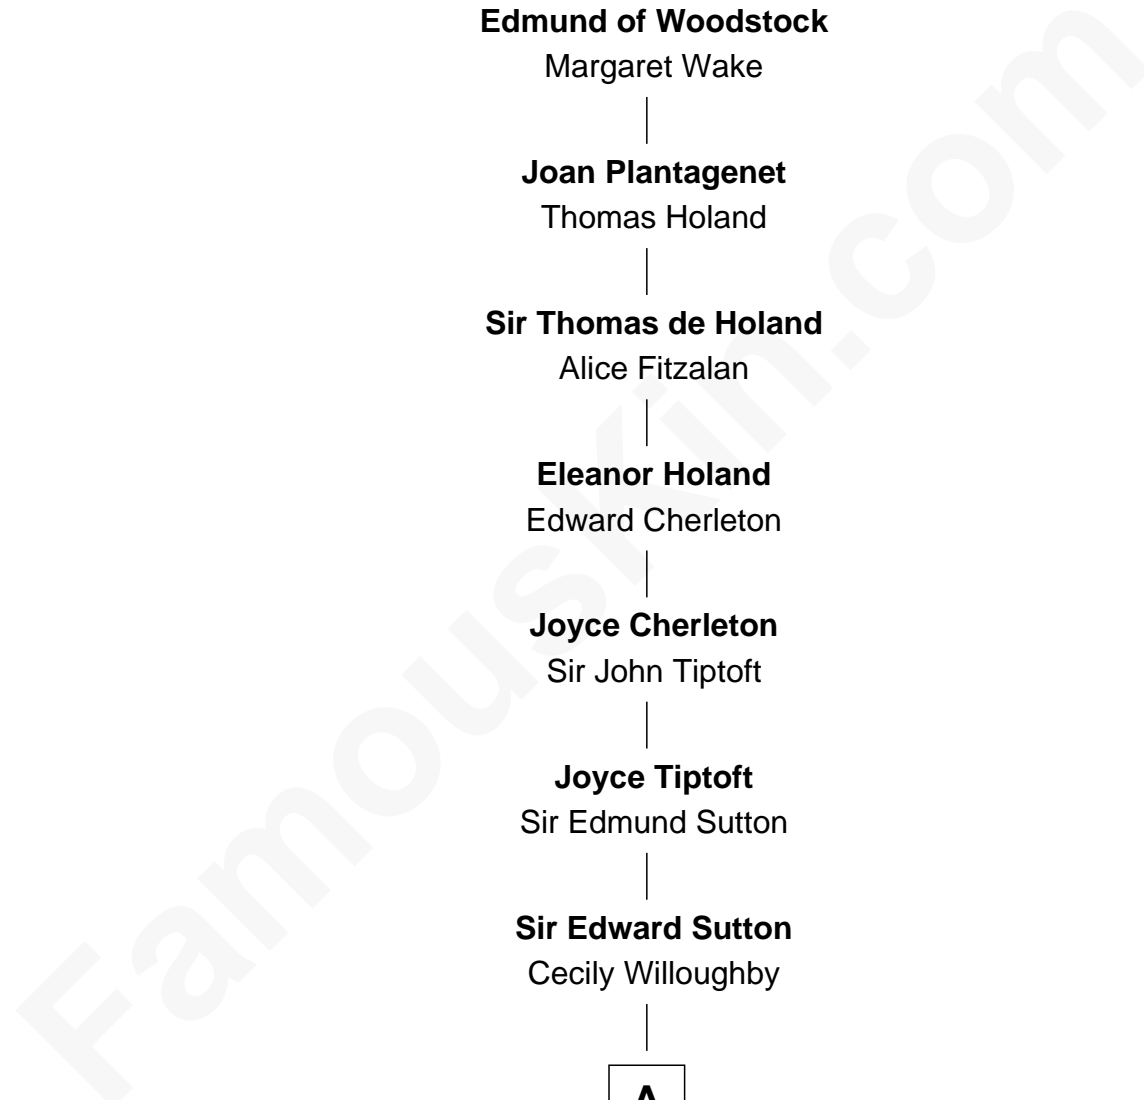 Edmund of Woodstock
Margaret Wake
Joan Plantagenet
Thomas Holand
Sir Thomas de Holand
Alice Fitzalan
Eleanor Holand
Edward Cherleton
Joyce Cherleton
Sir John Tiptoft
Joyce Tiptoft
Sir Edmund Sutton
Sir Edward Sutton
Cecily Willoughby
A
FamousKin.com